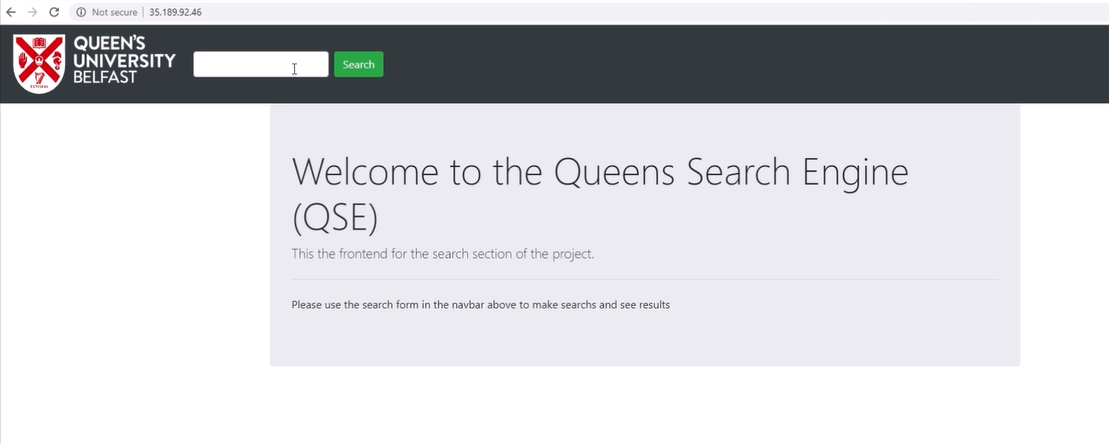 Not secure | 35.189.92.46
QUEEN'S
UNIVERSITY
BELFAST
Search
Welcome to the Queens Search Engine
(QSE)
This the frontend for the search section of the project.
Please use the search form in the navbar above to make searchs and see results